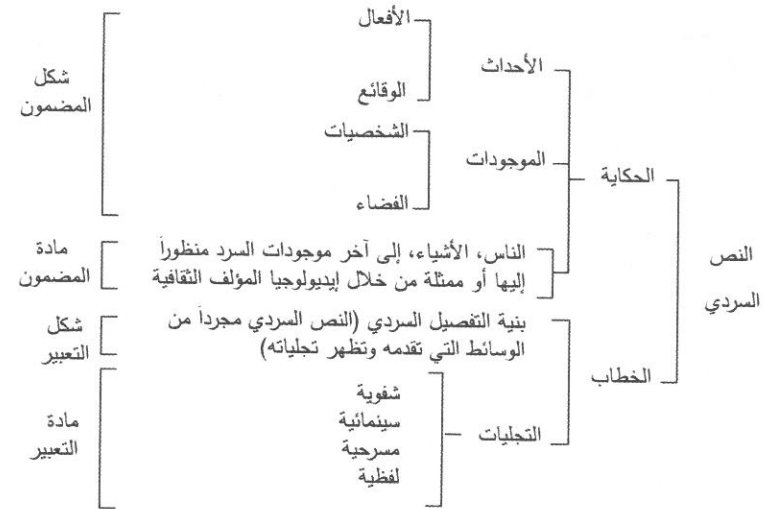 النص
السردي
الحكاية
الأحداث
الأفعال
الوقائع
الموجودات
الشخصيات
الفضاء
شكل
المضمون
الناس، الأشياء، إلى آخر موجودات السرد منظوراً
إليها أو ممثلة من خلال إيديولوجيا المؤلف الثقافية
مادة
المضمون
الخطاب
بنية التفصيل السردي (النص السردي مجرداً من
الوسائط التي تقدمه وتظهر تجلياته)
شكل
التعبير
التجليات
شفوية
سينمائية
مسرحية
لفظية
مادة
التعبير